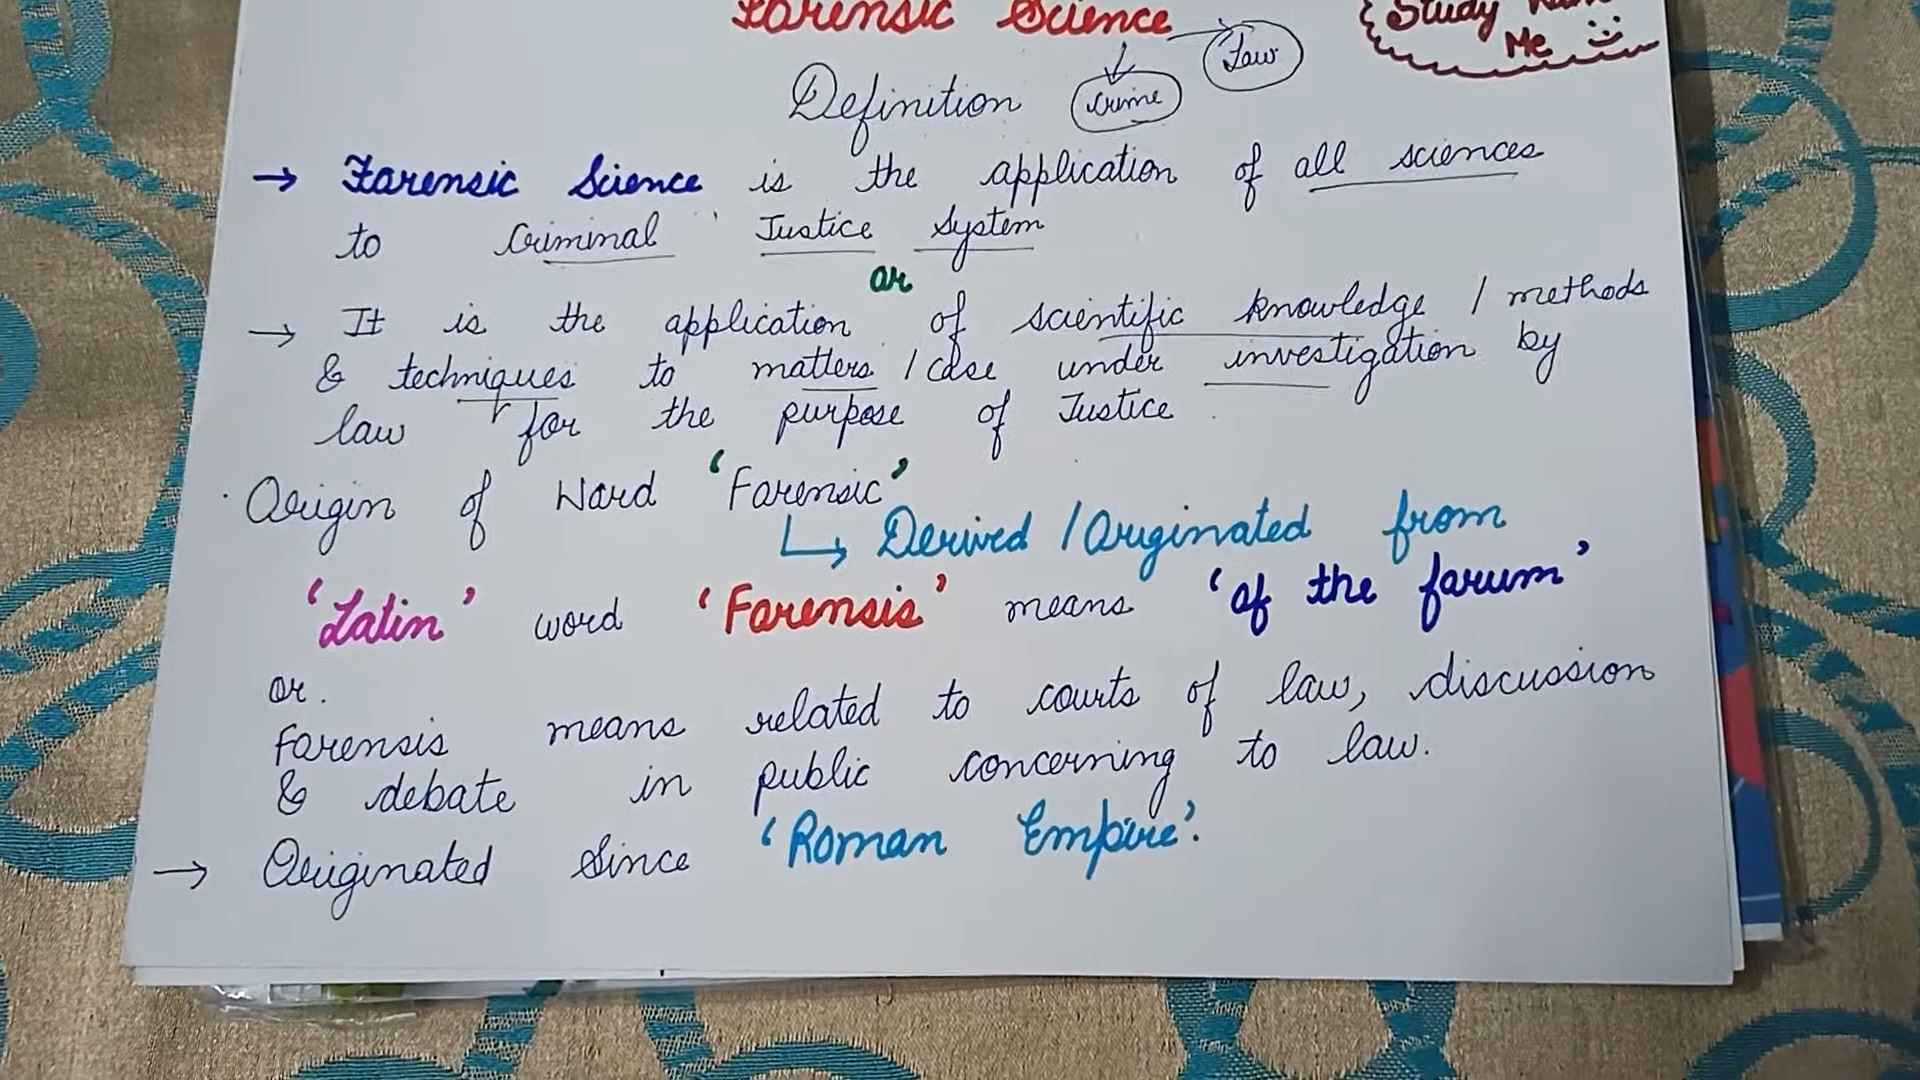 Forensic Science
Study With
Me
Law
Definition
Crime
→ Forensic Science is the application of all sciences
to Criminal Justice System
or
→ It is the application of scientific knowledge / methods
& techniques to matters / case under investigation by
law for the purpose of Justice
Origin of Word 'Forensic'
↳ Derived / Originated from
'Latin' word 'Forensis' means 'of the forum'
or.
Forensis means related to courts of law, discussion
& debate in public concerning to law.
→ Originated Since 'Roman Empire'.